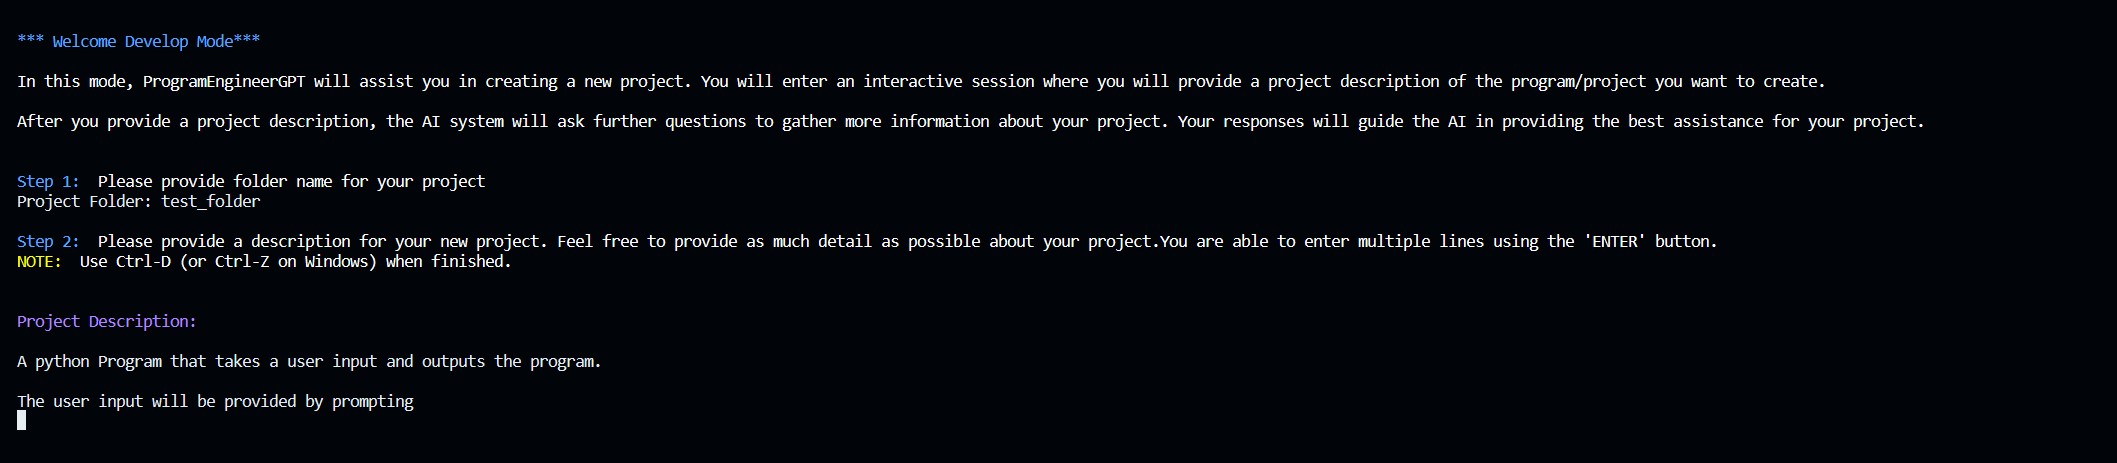 *** Welcome Develop Mode***
In this mode, ProgramEngineerGPT will assist you in creating a new project. You will enter an interactive session where you will provide a project description of the program/project you want to create.
After you provide a project description, the AI system will ask further questions to gather more information about your project. Your responses will guide the AI in providing the best assistance for your project.
Step 1:  Please provide folder name for your project
Project Folder: test_folder
Step 2:  Please provide a description for your new project. Feel free to provide as much detail as possible about your project.You are able to enter multiple lines using the 'ENTER' button.
NOTE:  Use Ctrl-D (or Ctrl-Z on Windows) when finished.
Project Description:
A python Program that takes a user input and outputs the program.
The user input will be provided by prompting